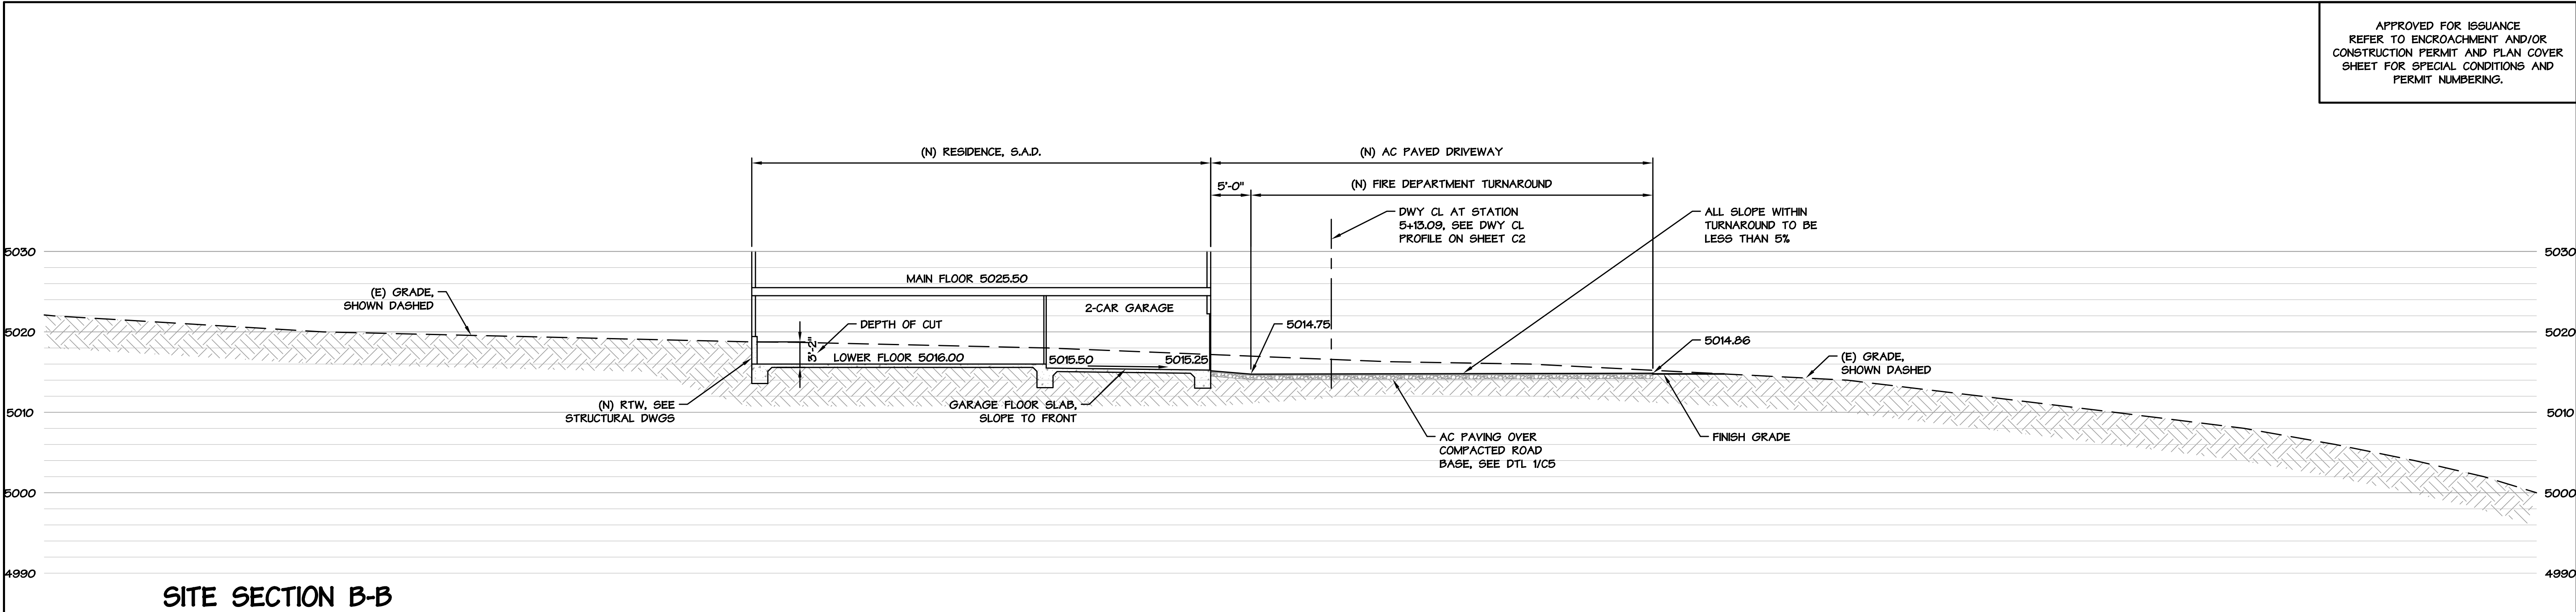 APPROVED FOR ISSUANCE
REFER TO ENCROACHMENT AND/OR
CONSTRUCTION PERMIT AND PLAN COVER
SHEET FOR SPECIAL CONDITIONS AND
PERMIT NUMBERING.
(N) RESIDENCE, S.A.D.
(N) AC PAVED DRIVEWAY
5'-0"
(N) FIRE DEPARTMENT TURNAROUND
DWY CL AT STATION
5+13.09, SEE DWY CL
PROFILE ON SHEET C2
ALL SLOPE WITHIN
TURNAROUND TO BE
LESS THAN 5%
5030
5030
MAIN FLOOR 5025.50
(E) GRADE,
SHOWN DASHED
2-CAR GARAGE
DEPTH OF CUT
5014.75
5020
5020
3'-2"
LOWER FLOOR 5016.00
5015.50
5015.25
5014.86
(E) GRADE,
SHOWN DASHED
(N) RTW, SEE
STRUCTURAL DWGS
GARAGE FLOOR SLAB,
SLOPE TO FRONT
5010
5010
AC PAVING OVER
COMPACTED ROAD
BASE, SEE DTL 1/C5
FINISH GRADE
5000
5000
4990
4990
SITE SECTION B-B